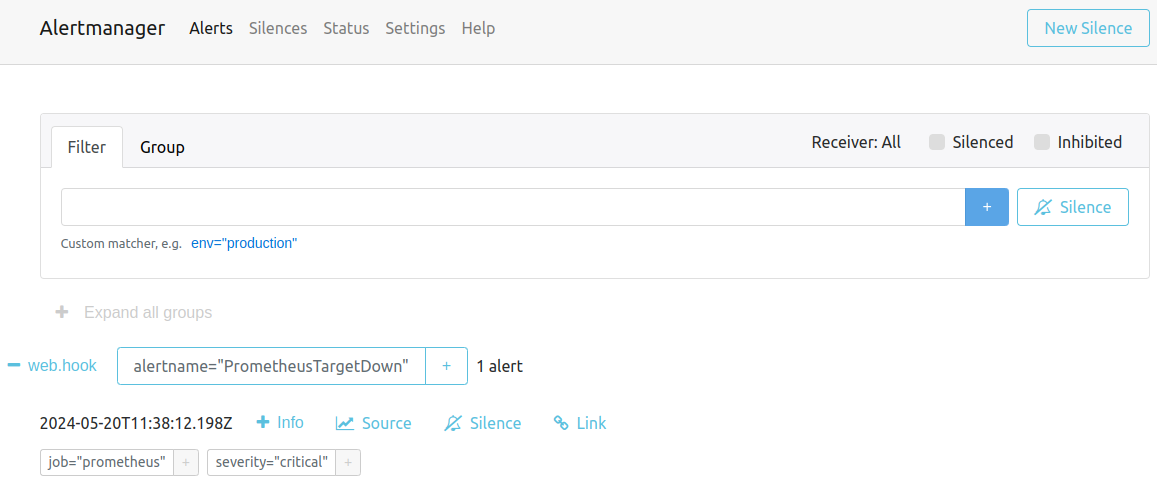 Alertmanager Alerts Silences Status Settings Help New Silence
Filter Group Receiver: All Silenced Inhibited
+ Silence
Custom matcher, e.g. env="production"
+ Expand all groups
− web.hook alertname="PrometheusTargetDown" + 1 alert
2024-05-20T11:38:12.198Z + Info Source Silence Link
job="prometheus" + severity="critical" +